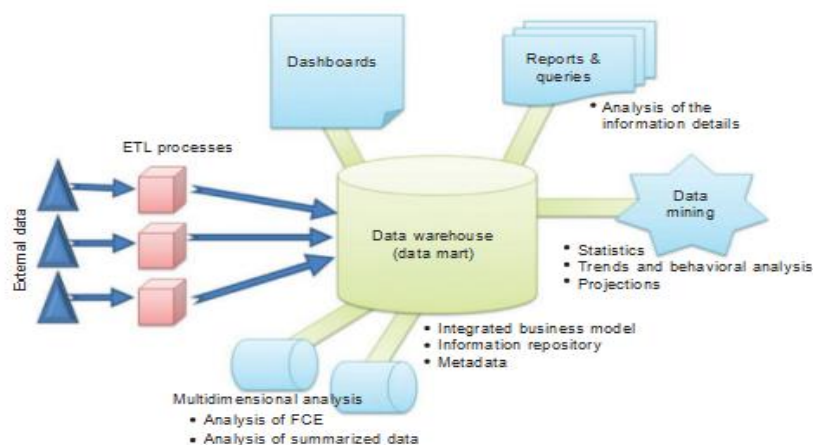 Dashboards
Reports &
queries
• Analysis of the
information details
ETL processes
External data
Data
mining
Data warehouse
(data mart)
• Statistics
• Trends and behavioral analysis
• Projections
• Integrated business model
• Information repository
• Metadata
Multidimensional analysis
• Analysis of FCE
• Analysis of summarized data